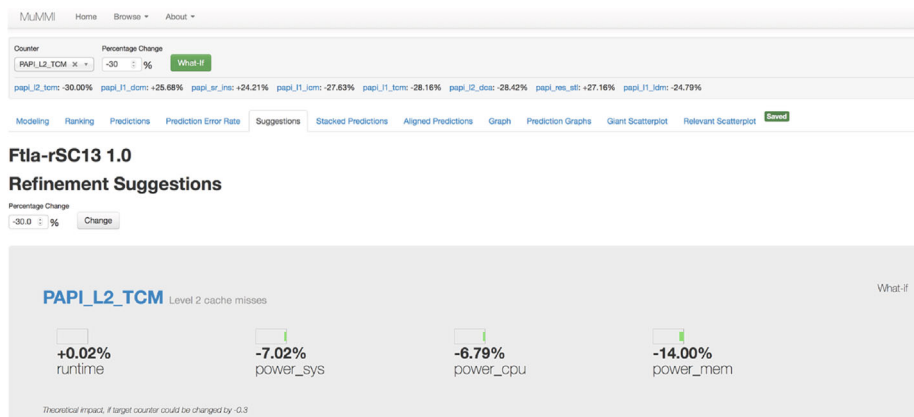 MuMMI Home Browse About
Counter Percentage Change
PAPI_L2_TCM × -30 % What-If
papi_l2_tcm: -30.00% papi_l1_dcm: +25.68% papi_sr_ins: +24.21% papi_l1_icm: -27.63% papi_l1_tcm: -28.16% papi_l2_dca: -28.42% papi_res_stl: +27.16% papi_l1_ldm: -24.79%
Modeling Ranking Predictions Prediction Error Rate Suggestions Stacked Predictions Aligned Predictions Graph Prediction Graphs Giant Scatterplot Relevant Scatterplot Saved
Ftla-rSC13 1.0
Refinement Suggestions
Percentage Change
-30.0 % Change
What-if
PAPI_L2_TCM Level 2 cache misses
+0.02% -7.02% -6.79% -14.00%
runtime power_sys power_cpu power_mem
Theoretical impact, if target counter could be changed by -0.3